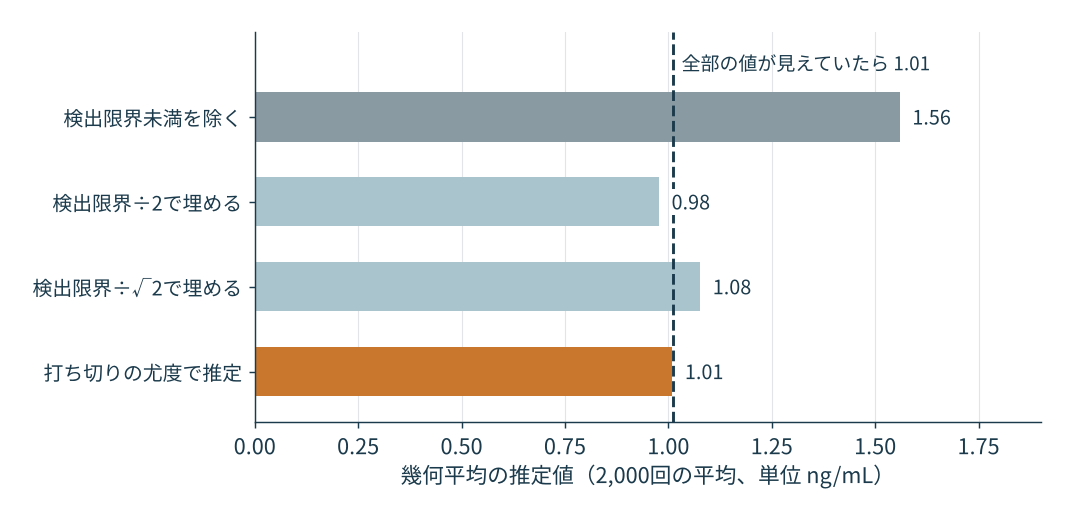 全部の値が見えていたら 1.01
検出限界未満を除く
1.56
検出限界÷2で埋める
0.98
検出限界÷√2で埋める
1.08
打ち切りの尤度で推定
1.01
0.00 0.25 0.50 0.75 1.00 1.25 1.50 1.75
幾何平均の推定値（2,000回の平均、単位 ng/mL）